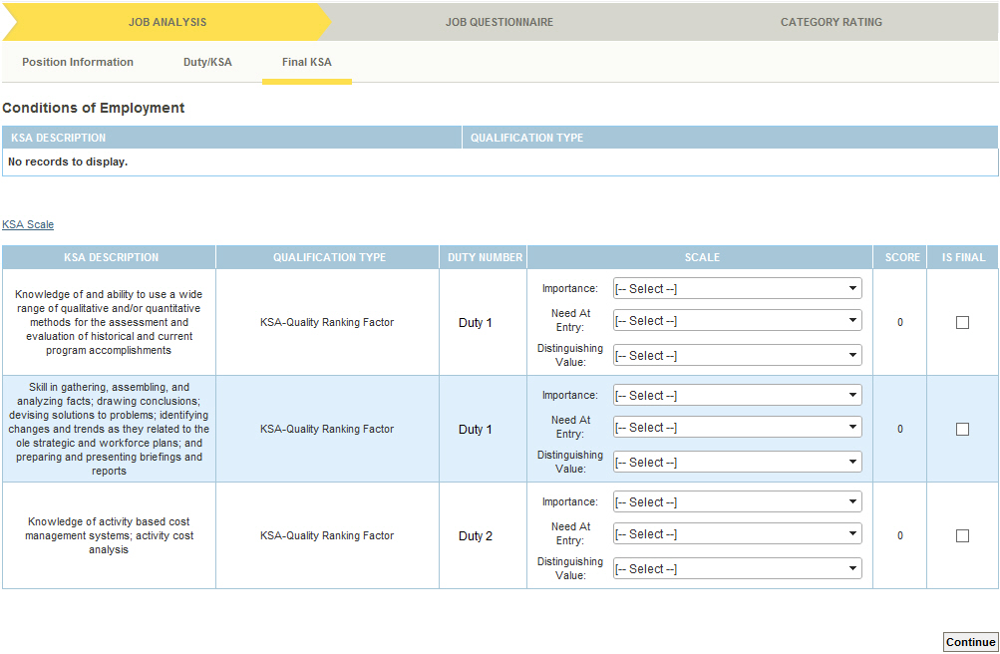 JOB ANALYSIS JOB QUESTIONNAIRE CATEGORY RATING
Position Information Duty/KSA Final KSA
Conditions of Employment
KSA DESCRIPTION QUALIFICATION TYPE
No records to display.
KSA Scale
KSA DESCRIPTION QUALIFICATION TYPE DUTY NUMBER SCALE SCORE IS FINAL
Knowledge of and ability to use a wide
range of qualitative and/or quantitative
methods for the assessment and
evaluation of historical and current
program accomplishments
KSA-Quality Ranking Factor
Duty 1
Importance: [-- Select --]
Need At
Entry:
[-- Select --]
Distinguishing
Value:
[-- Select --]
0
Skill in gathering, assembling, and
analyzing facts; drawing conclusions;
devising solutions to problems; identifying
changes and trends as they related to the
ole strategic and workforce plans; and
preparing and presenting briefings and
reports
KSA-Quality Ranking Factor
Duty 1
Importance: [-- Select --]
Need At
Entry:
[-- Select --]
Distinguishing
Value:
[-- Select --]
0
Knowledge of activity based cost
management systems; activity cost
analysis
KSA-Quality Ranking Factor
Duty 2
Importance: [-- Select --]
Need At
Entry:
[-- Select --]
Distinguishing
Value:
[-- Select --]
0
Continue